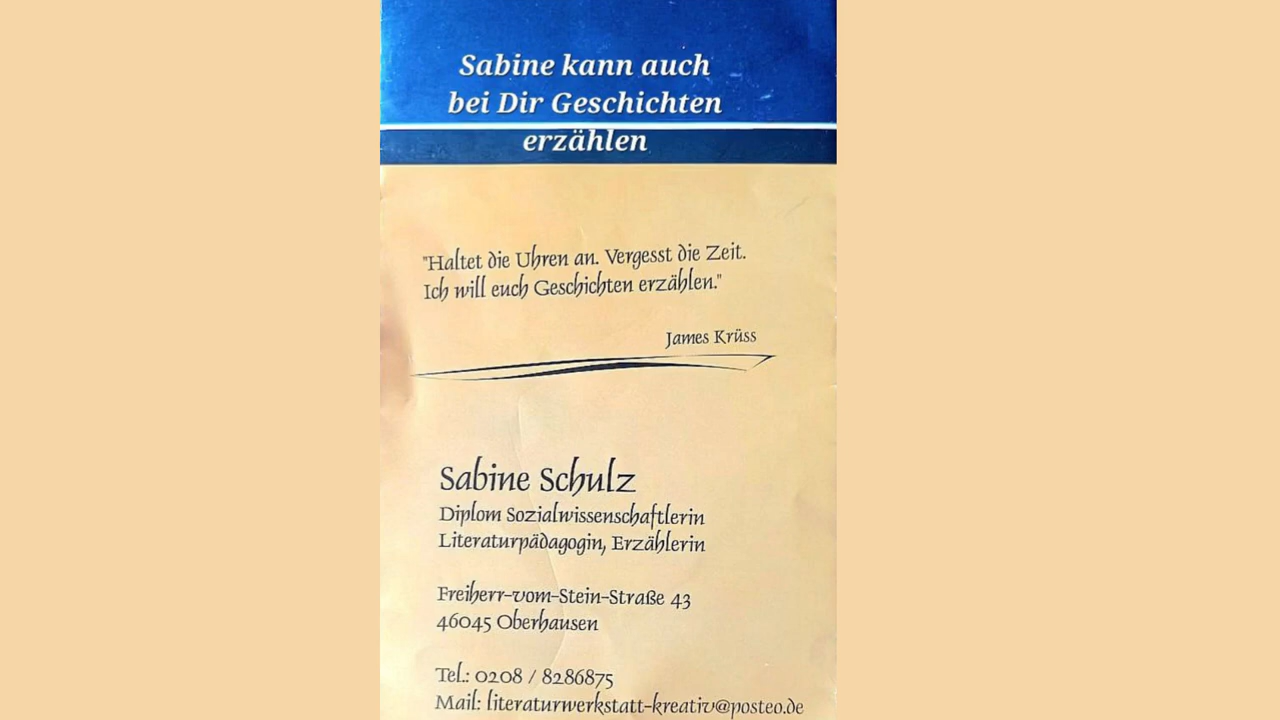 Sabine kann auch
bei Dir Geschichten
erzählen
"Haltet die Uhren an. Vergesst die Zeit.
Ich will euch Geschichten erzählen."
James Krüss
Sabine Schulz
Diplom Sozialwissenschaftlerin
Literaturpädagogin, Erzählerin
Freiherr-vom-Stein-Straße 43
46045 Oberhausen
Tel.: 0208 / 8286875
Mail: literaturwerkstatt-kreativ@posteo.de